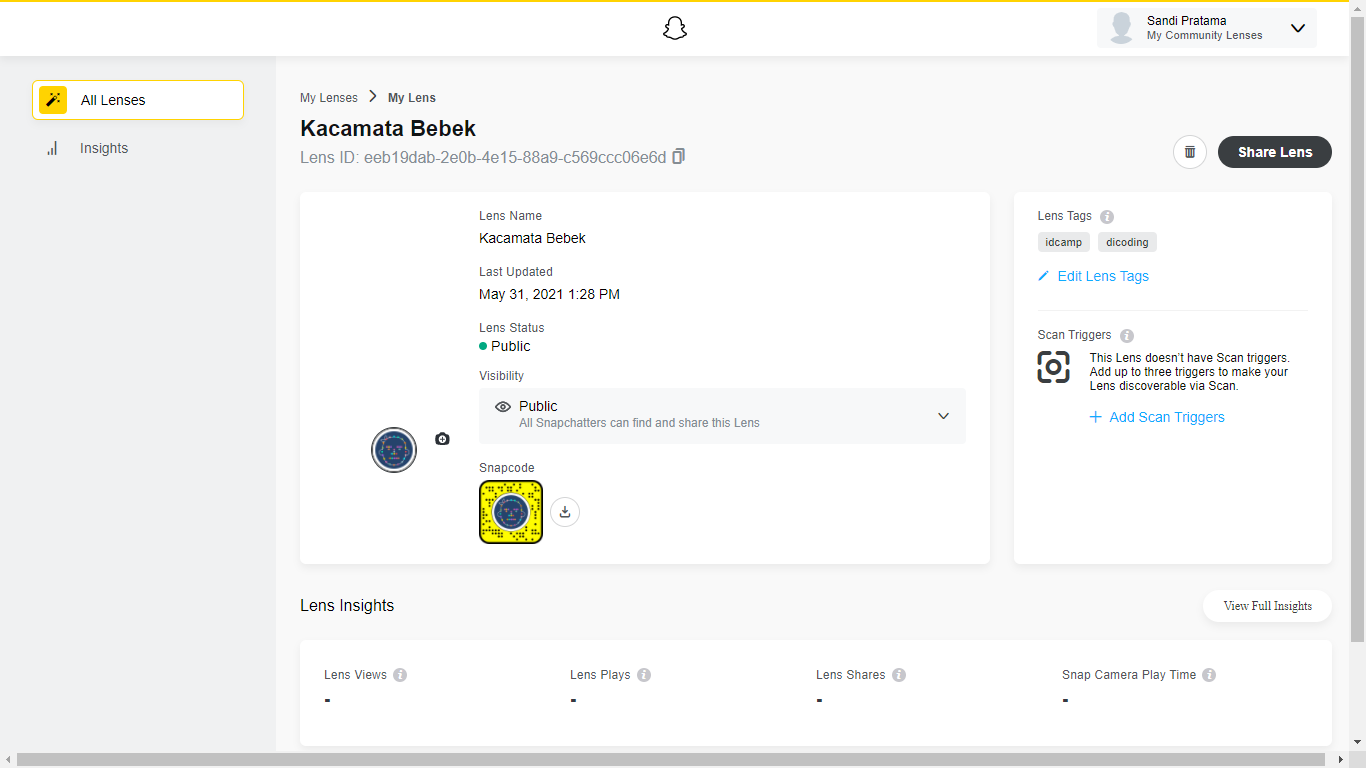 Sandi Pratama
My Community Lenses
All Lenses
Insights
My Lenses > My Lens
Kacamata Bebek
Lens ID: eeb19dab-2e0b-4e15-88a9-c569ccc06e6d
Share Lens
Lens Name
Kacamata Bebek
Last Updated
May 31, 2021 1:28 PM
Lens Status
Public
Visibility
Public
All Snapchatters can find and share this Lens
Snapcode
Lens Tags
idcamp dicoding
Edit Lens Tags
Scan Triggers
This Lens doesn't have Scan triggers.
Add up to three triggers to make your
Lens discoverable via Scan.
+ Add Scan Triggers
Lens Insights
View Full Insights
Lens Views Lens Plays Lens Shares Snap Camera Play Time
- - - -